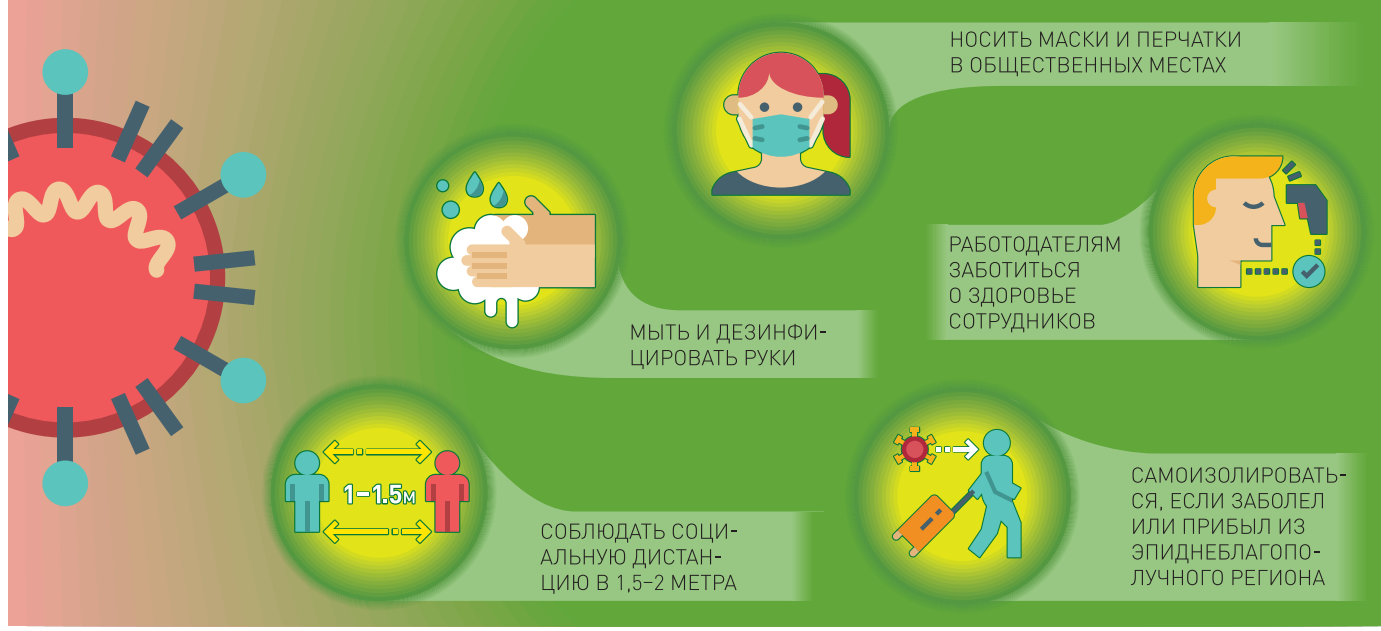 НОСИТЬ МАСКИ И ПЕРЧАТКИ
В ОБЩЕСТВЕННЫХ МЕСТАХ
РАБОТОДАТЕЛЯМ
ЗАБОТИТЬСЯ
О ЗДОРОВЬЕ
СОТРУДНИКОВ
МЫТЬ И ДЕЗИНФИ-
ЦИРОВАТЬ РУКИ
1–1.5м
СОБЛЮДАТЬ СОЦИ-
АЛЬНУЮ ДИСТАН-
ЦИЮ В 1,5–2 МЕТРА
САМОИЗОЛИРОВАТЬ-
СЯ, ЕСЛИ ЗАБОЛЕЛ
ИЛИ ПРИБЫЛ ИЗ
ЭПИДНЕБЛАГОПО-
ЛУЧНОГО РЕГИОНА